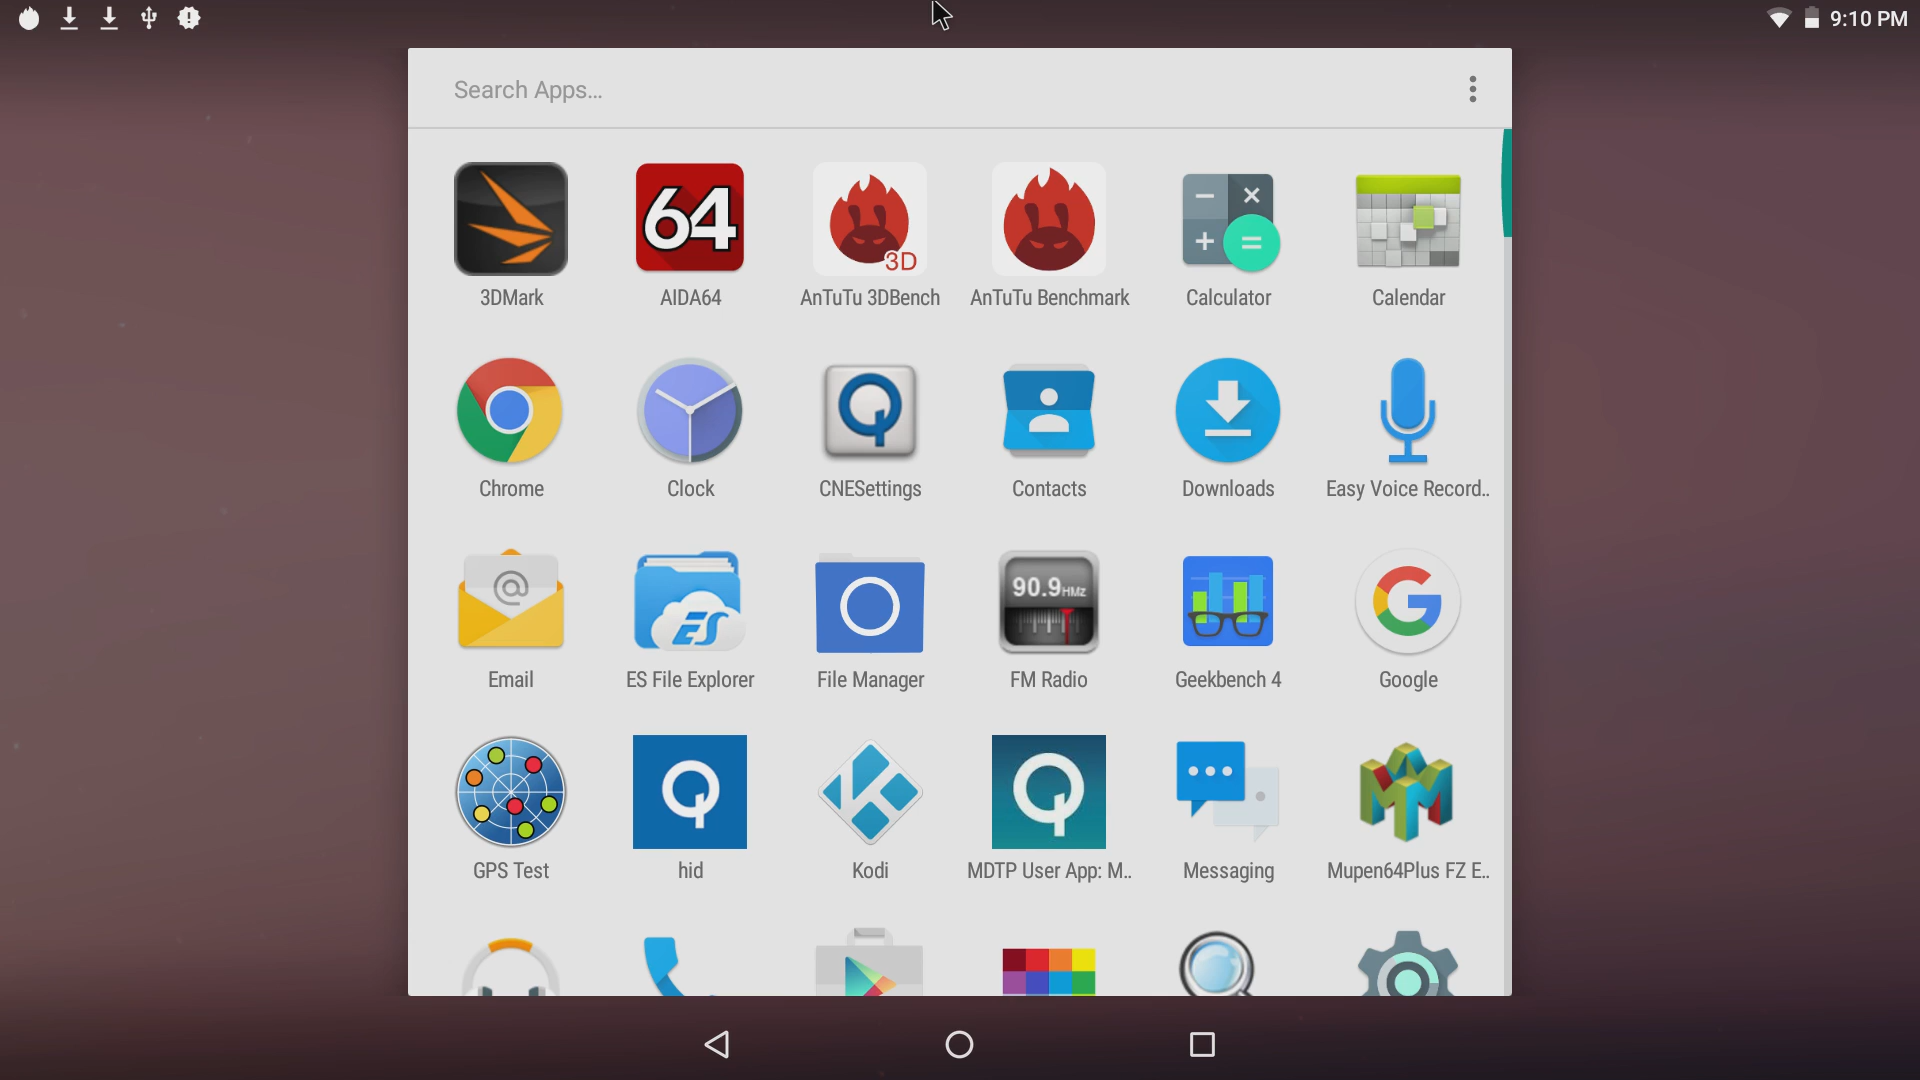 9:10 PM
Search Apps...
64
3D
3DMark
AIDA64
AnTuTu 3DBench
AnTuTu Benchmark
Calculator
Calendar
Chrome
Clock
CNESettings
Contacts
Downloads
Easy Voice Record..
@
ES
90.9HMz
Email
ES File Explorer
File Manager
FM Radio
Geekbench 4
Google
GPS Test
hid
Kodi
MDTP User App: M..
Messaging
Mupen64Plus FZ E..